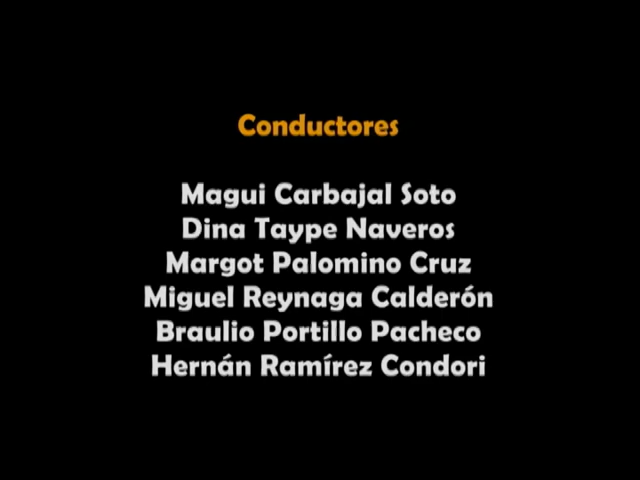 Conductores
Magui Carbajal Soto
Dina Taype Naveros
Margot Palomino Cruz
Miguel Reynaga Calderón
Braulio Portillo Pacheco
Hernán Ramírez Condori